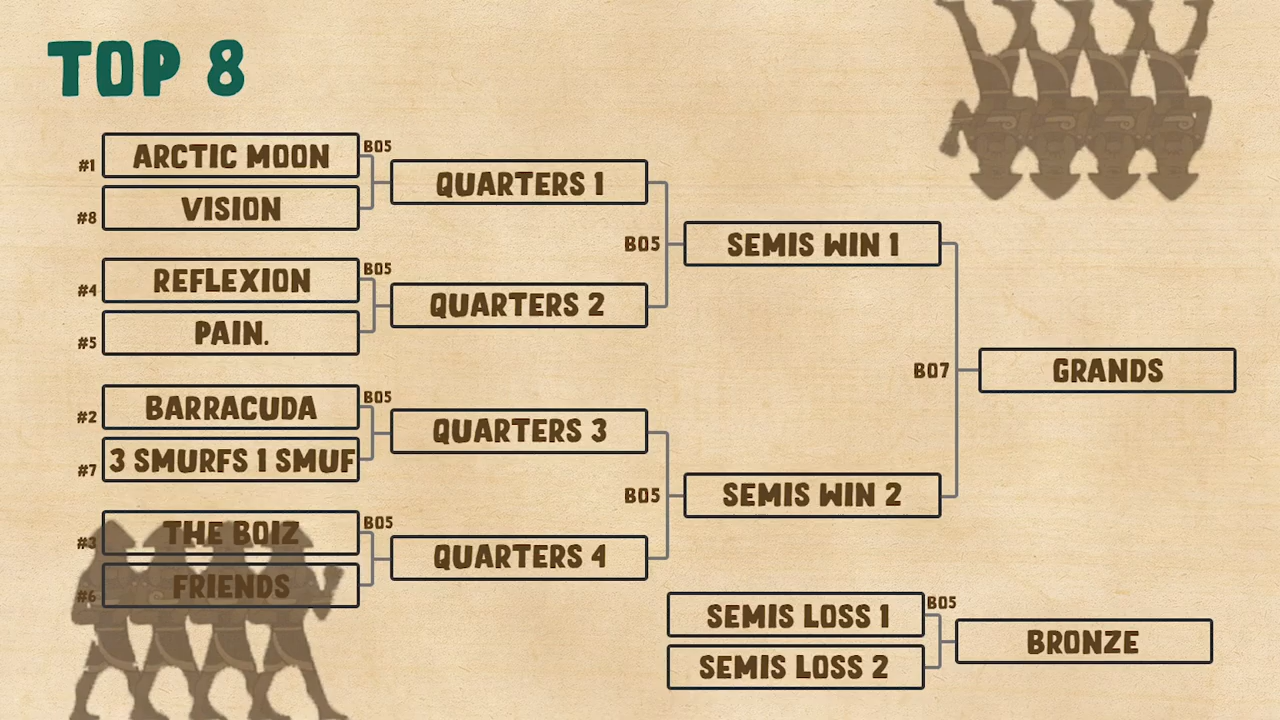 TOP 8
#1 ARCTIC MOON
BO5
#8 VISION
QUARTERS 1
#4 REFLEXION
BO5
#5 PAIN.
QUARTERS 2
BO5
SEMIS WIN 1
#2 BARRACUDA
BO5
#7 3 SMURFS 1 SMUF
QUARTERS 3
#3 THE BOIZ
BO5
#6 FRIENDS
QUARTERS 4
BO5
SEMIS WIN 2
BO7
GRANDS
SEMIS LOSS 1
BO5
SEMIS LOSS 2
BRONZE